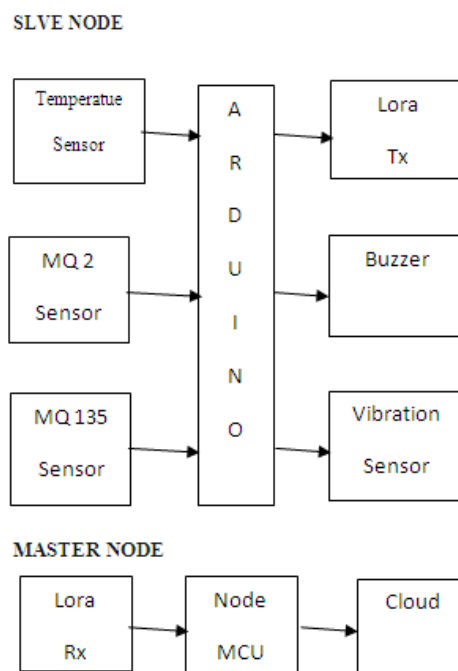 SLVE NODE
Temperatue
Sensor
A
R
D
U
I
N
O
Lora
Tx
MQ 2
Sensor
Buzzer
MQ 135
Sensor
Vibration
Sensor
MASTER NODE
Lora
Rx
Node
MCU
Cloud